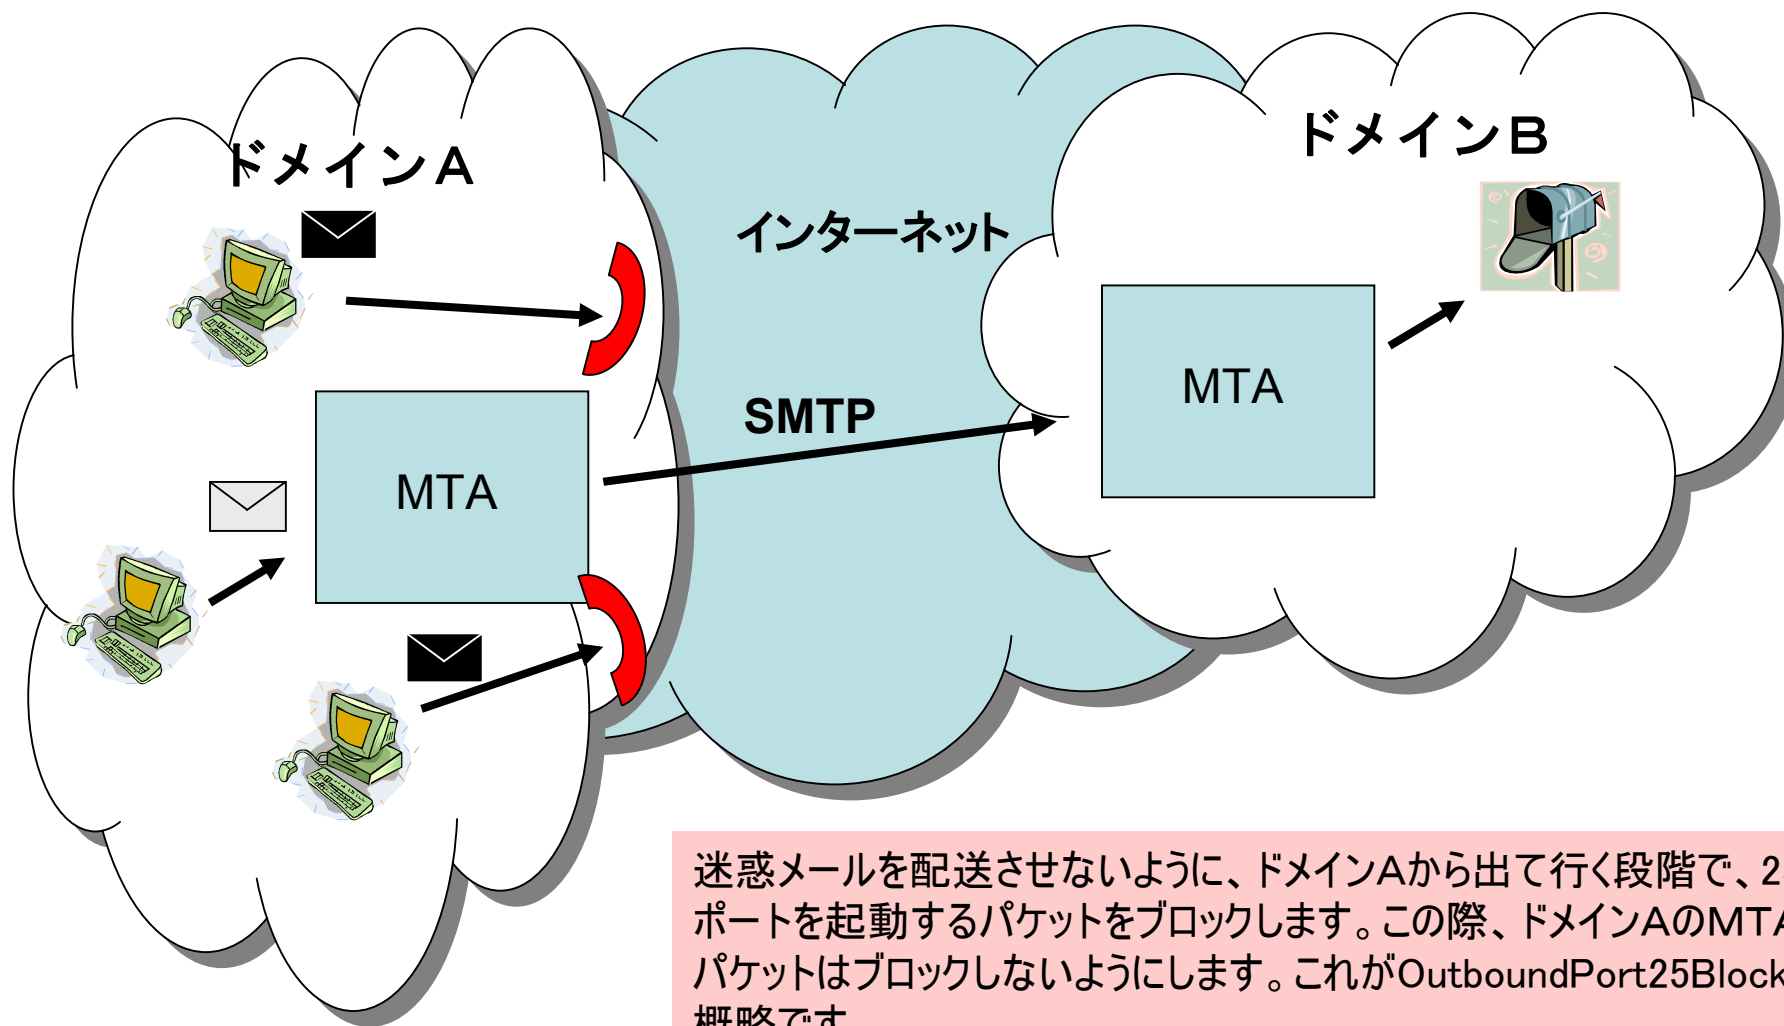 ドメインA
ドメインB
インターネット
MTA
SMTP
MTA
迷惑メールを配送させないように、ドメインAから出て行く段階で、2
ポートを起動するパケットをブロックします。この際、ドメインAのMTA
パケットはブロックしないようにします。これがOutboundPort25Block
概略です